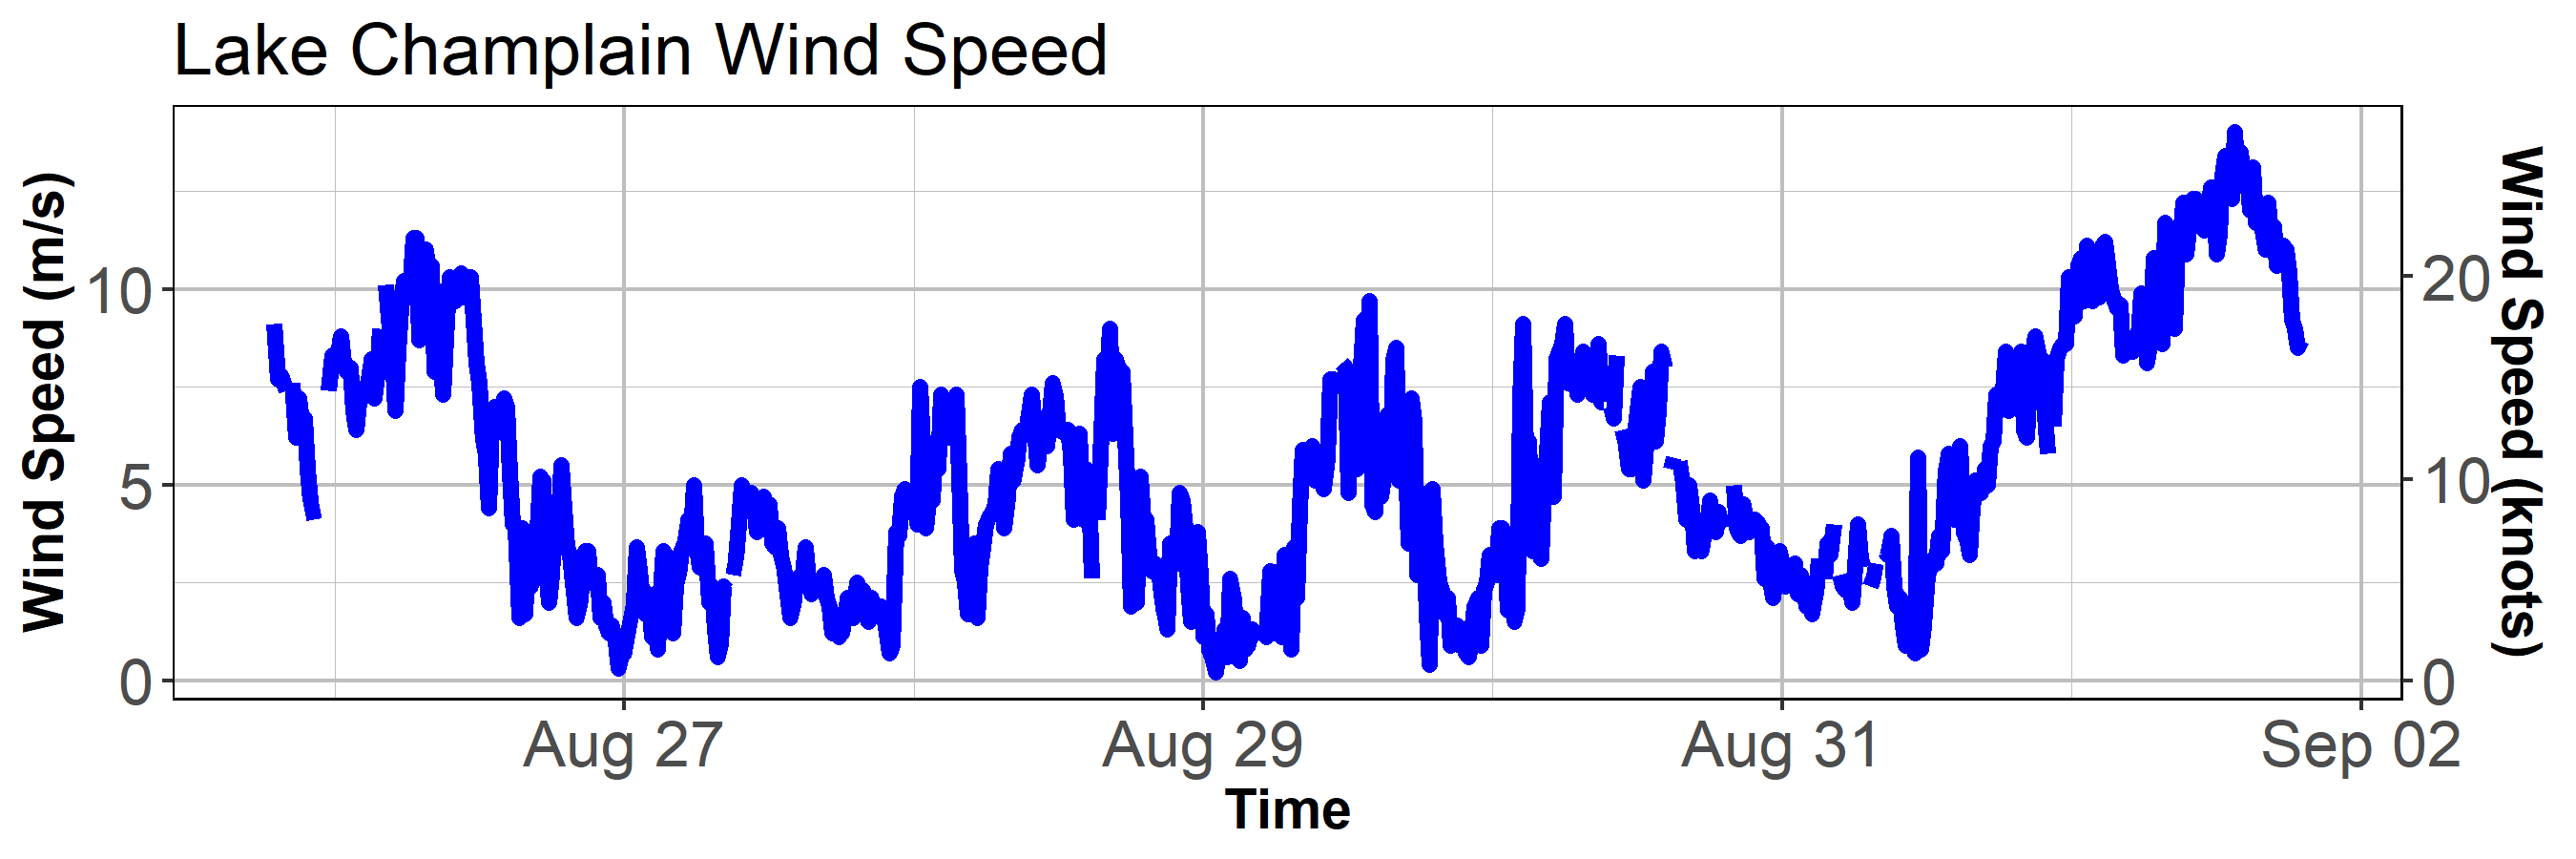 Lake Champlain Wind Speed
Wind Speed (m/s)
10
5
0
20
10
0
Wind Speed (knots)
Aug 27
Aug 29
Aug 31
Sep 02
Time